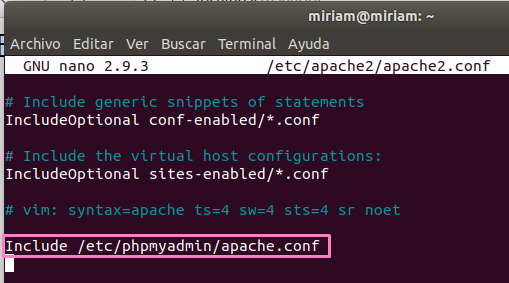 miriam@miriam: ~
Archivo Editar Ver Buscar Terminal Ayuda
GNU nano 2.9.3 /etc/apache2/apache2.conf
# Include generic snippets of statements
IncludeOptional conf-enabled/*.conf
# Include the virtual host configurations:
IncludeOptional sites-enabled/*.conf
# vim: syntax=apache ts=4 sw=4 sts=4 sr noet
Include /etc/phpmyadmin/apache.conf